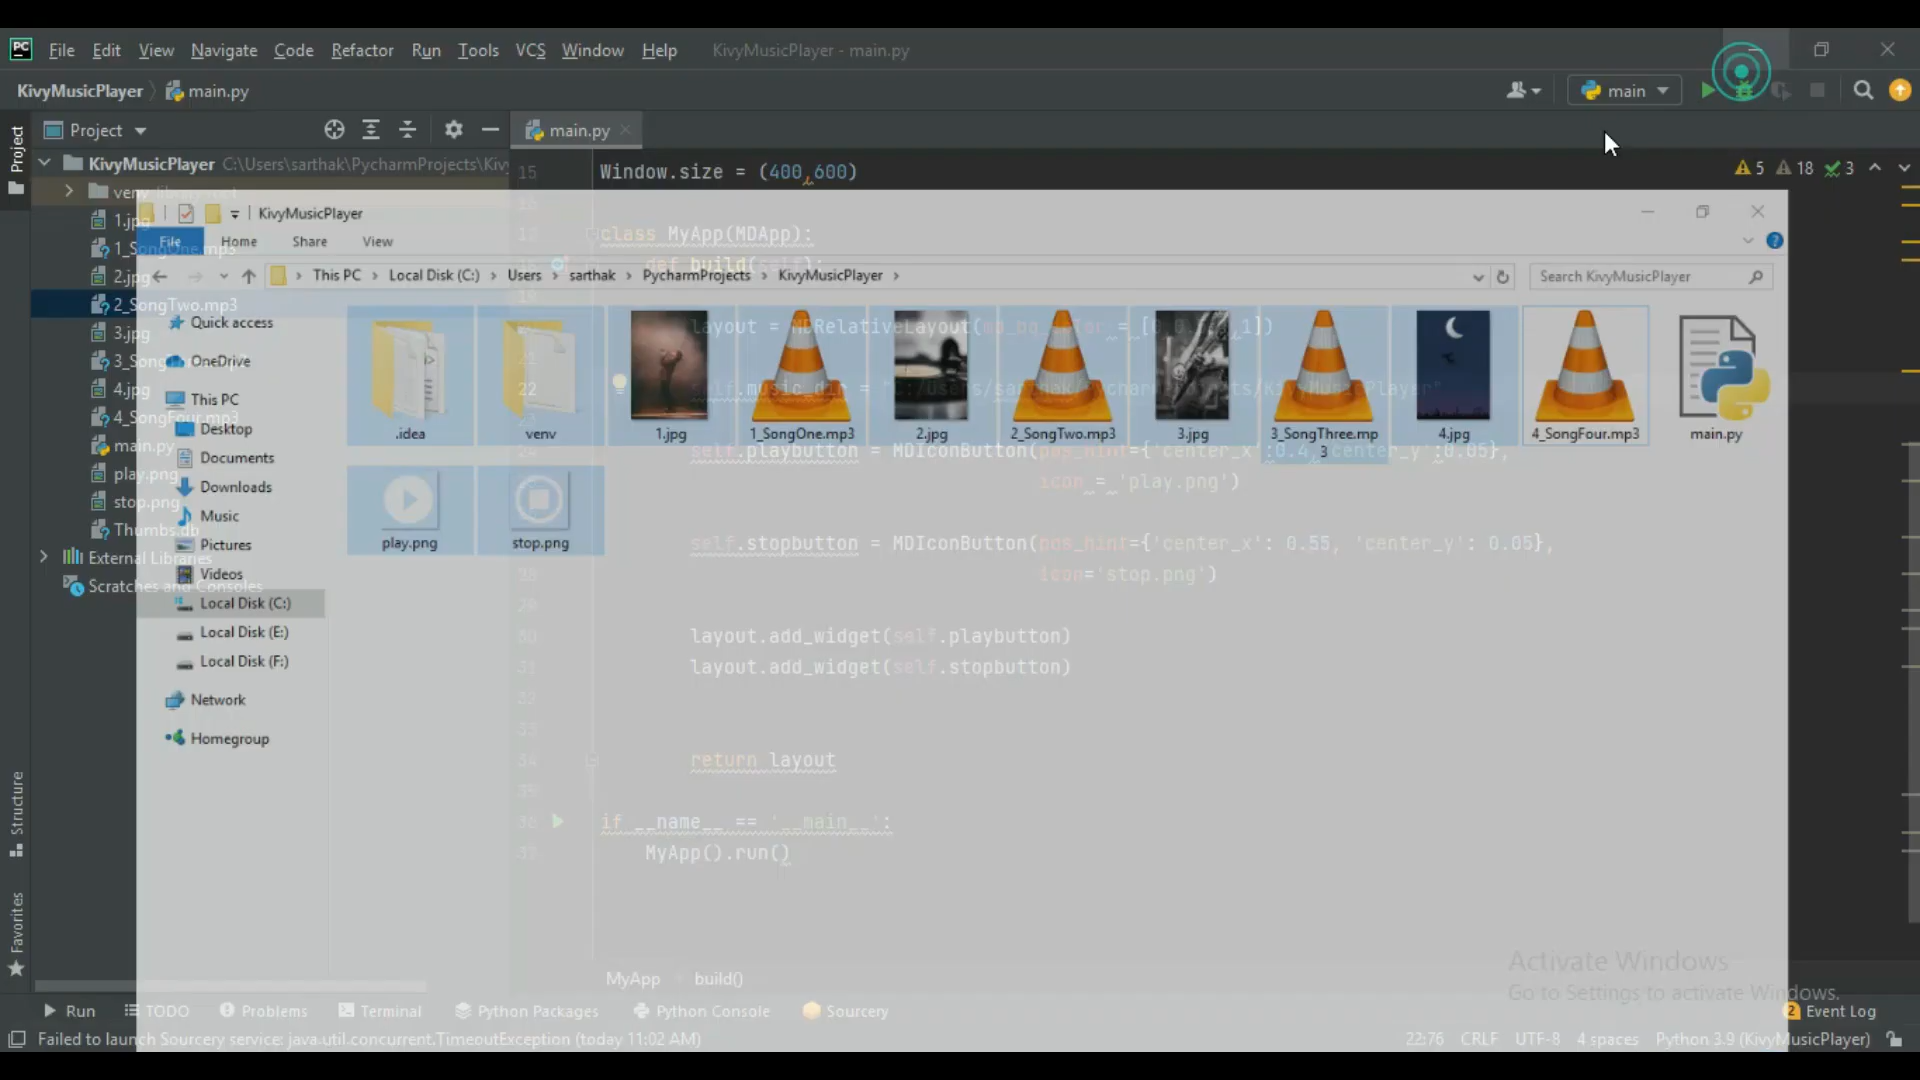 PC File Edit View Navigate Code Refactor Run Tools VCS Window Help KivyMusicPlayer - main.py
KivyMusicPlayer main.py main
Project main.py
KivyMusicPlayer C:\Users\sarthak\PycharmProjects\Kiv
5 18 3
venv library root
1.jpg
1_SongOne.mp3
2.jpg
2_SongTwo.mp3
3.jpg
4.jpg
4_SongFour.mp3
main.py
play.png
stop.png
Thumbs.db
External Libraries
Scratches and Consoles
Project
Structure
Favorites
KivyMusicPlayer
File Home Share View
This PC Local Disk (C:) Users sarthak PycharmProjects KivyMusicPlayer
Search KivyMusicPlayer
Quick access
OneDrive
This PC
Desktop
Documents
Downloads
Music
Pictures
Videos
Local Disk (C:)
Local Disk (E:)
Local Disk (F:)
Network
Homegroup
.idea venv 1.jpg 1_SongOne.mp3 2.jpg 2_SongTwo.mp3 3.jpg 3_SongThree.mp 4.jpg 4_SongFour.mp3 main.py
3
play.png stop.png
15 Window.size = (400,600)
class MyApp(MDApp):
def build(self):
layout = MDRelativeLayout(
1])
22 self.music_dir =
self.playbutton = MDIconButton(pos_hint={'center_x':0.4, 'center_y':0.05},
icon = 'play.png')
self.stopbutton = MDIconButton(pos_hint={'center_x': 0.55, 'center_y': 0.05},
icon='stop.png')
layout.add_widget(self.playbutton)
layout.add_widget(self.stopbutton)
return layout
if __name__ == '__main__':
MyApp().run()
MyApp build()
Activate Windows
Go to Settings to activate Windows.
Run TODO Problems Terminal Python Packages Python Console Sourcery 2 Event Log
Failed to launch Sourcery service: java.util.concurrent.TimeoutException (today 11:02 AM) 22:76 CRLF UTF-8 4 spaces Python 3.9 (KivyMusicPlayer)